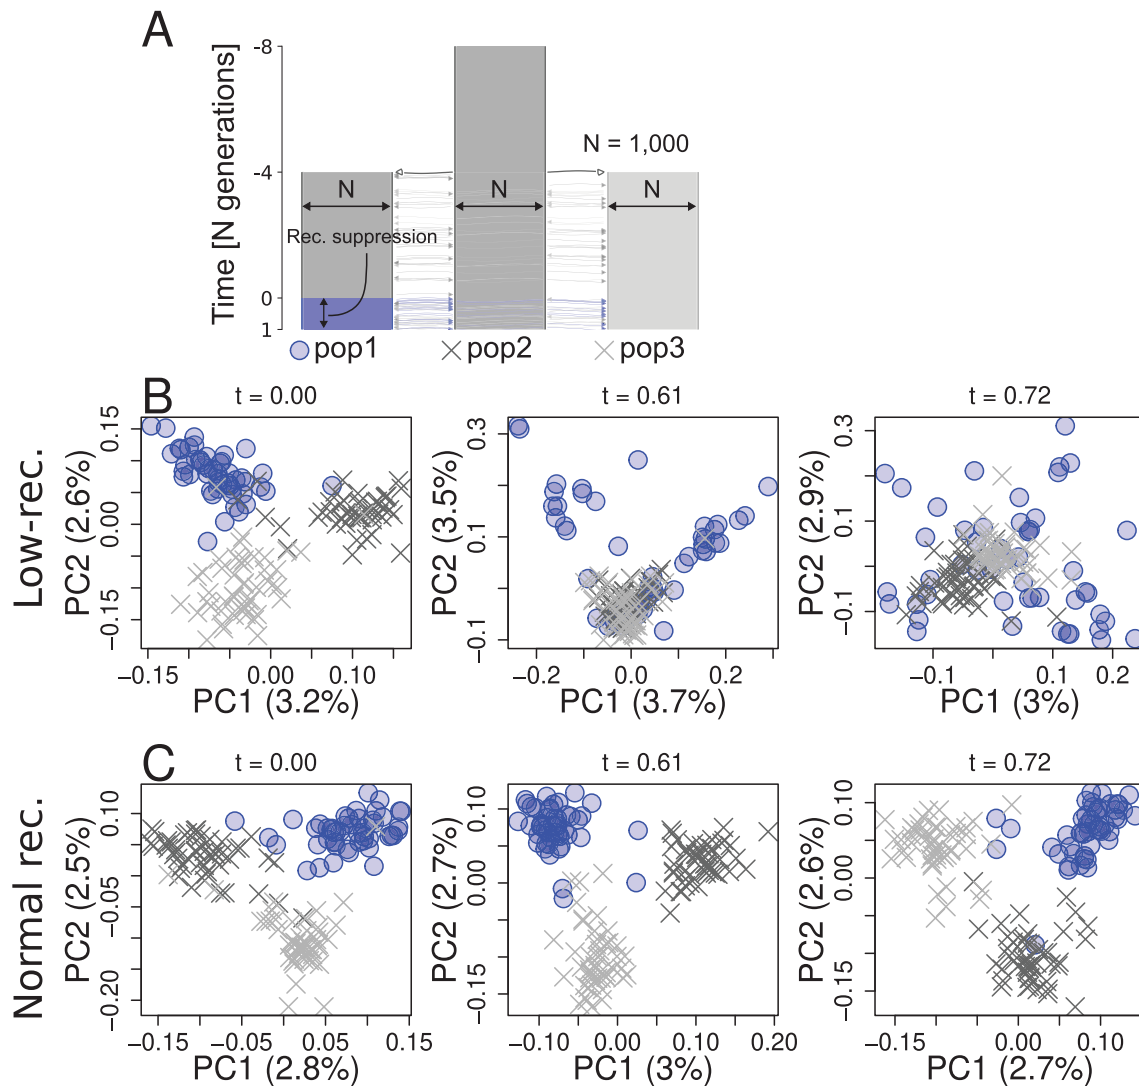 A
Time [N generations]
-8
-4
0
1
N = 1,000
N
N
N
Rec. suppression
pop1
pop2
pop3
Low-rec.
B
t = 0.00
t = 0.61
t = 0.72
PC2 (2.6%)
0.15
0.00
−0.15
−0.15
0.00
0.10
PC1 (3.2%)
PC2 (3.5%)
0.3
0.1
−0.1
−0.2
0.0
0.2
PC1 (3.7%)
PC2 (2.9%)
0.3
0.1
−0.1
−0.1
0.1
0.2
PC1 (3%)
Normal rec.
C
t = 0.00
t = 0.61
t = 0.72
PC2 (2.5%)
0.10
−0.05
−0.20
−0.15
−0.05
0.05
0.15
PC1 (2.8%)
PC2 (2.7%)
0.10
0.00
−0.15
−0.10
0.00
0.10
0.20
PC1 (3%)
PC2 (2.6%)
0.10
0.00
−0.15
−0.15
−0.05
0.00
0.10
PC1 (2.7%)